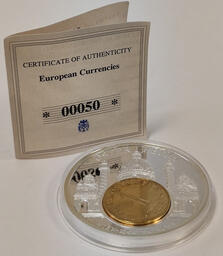 CERTIFICATE OF AUTHENTICITY
European Currencies
* 00050 *